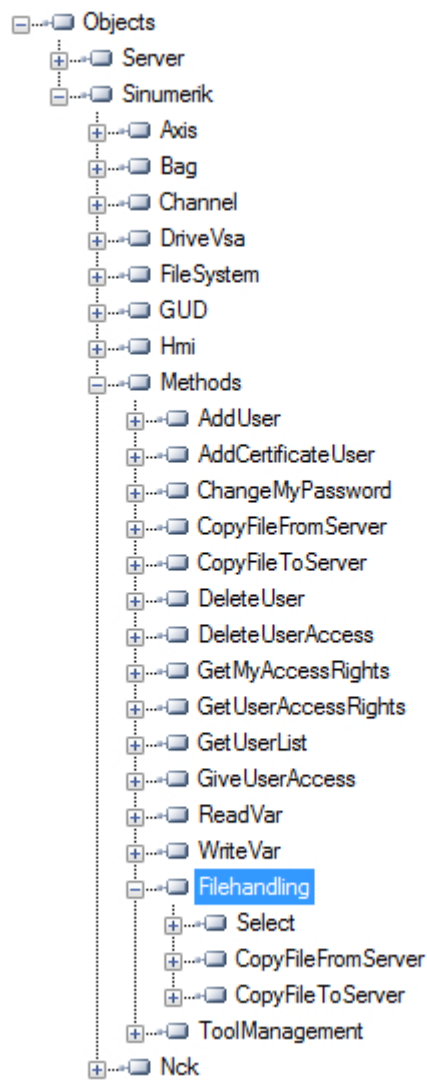 Objects
Server
Sinumerik
Axis
Bag
Channel
DriveVsa
FileSystem
GUD
Hmi
Methods
AddUser
AddCertificateUser
ChangeMyPassword
CopyFileFromServer
CopyFileToServer
DeleteUser
DeleteUserAccess
GetMyAccessRights
GetUserAccessRights
GetUserList
GiveUserAccess
ReadVar
WriteVar
Filehandling
Select
CopyFileFromServer
CopyFileToServer
ToolManagement
Nck